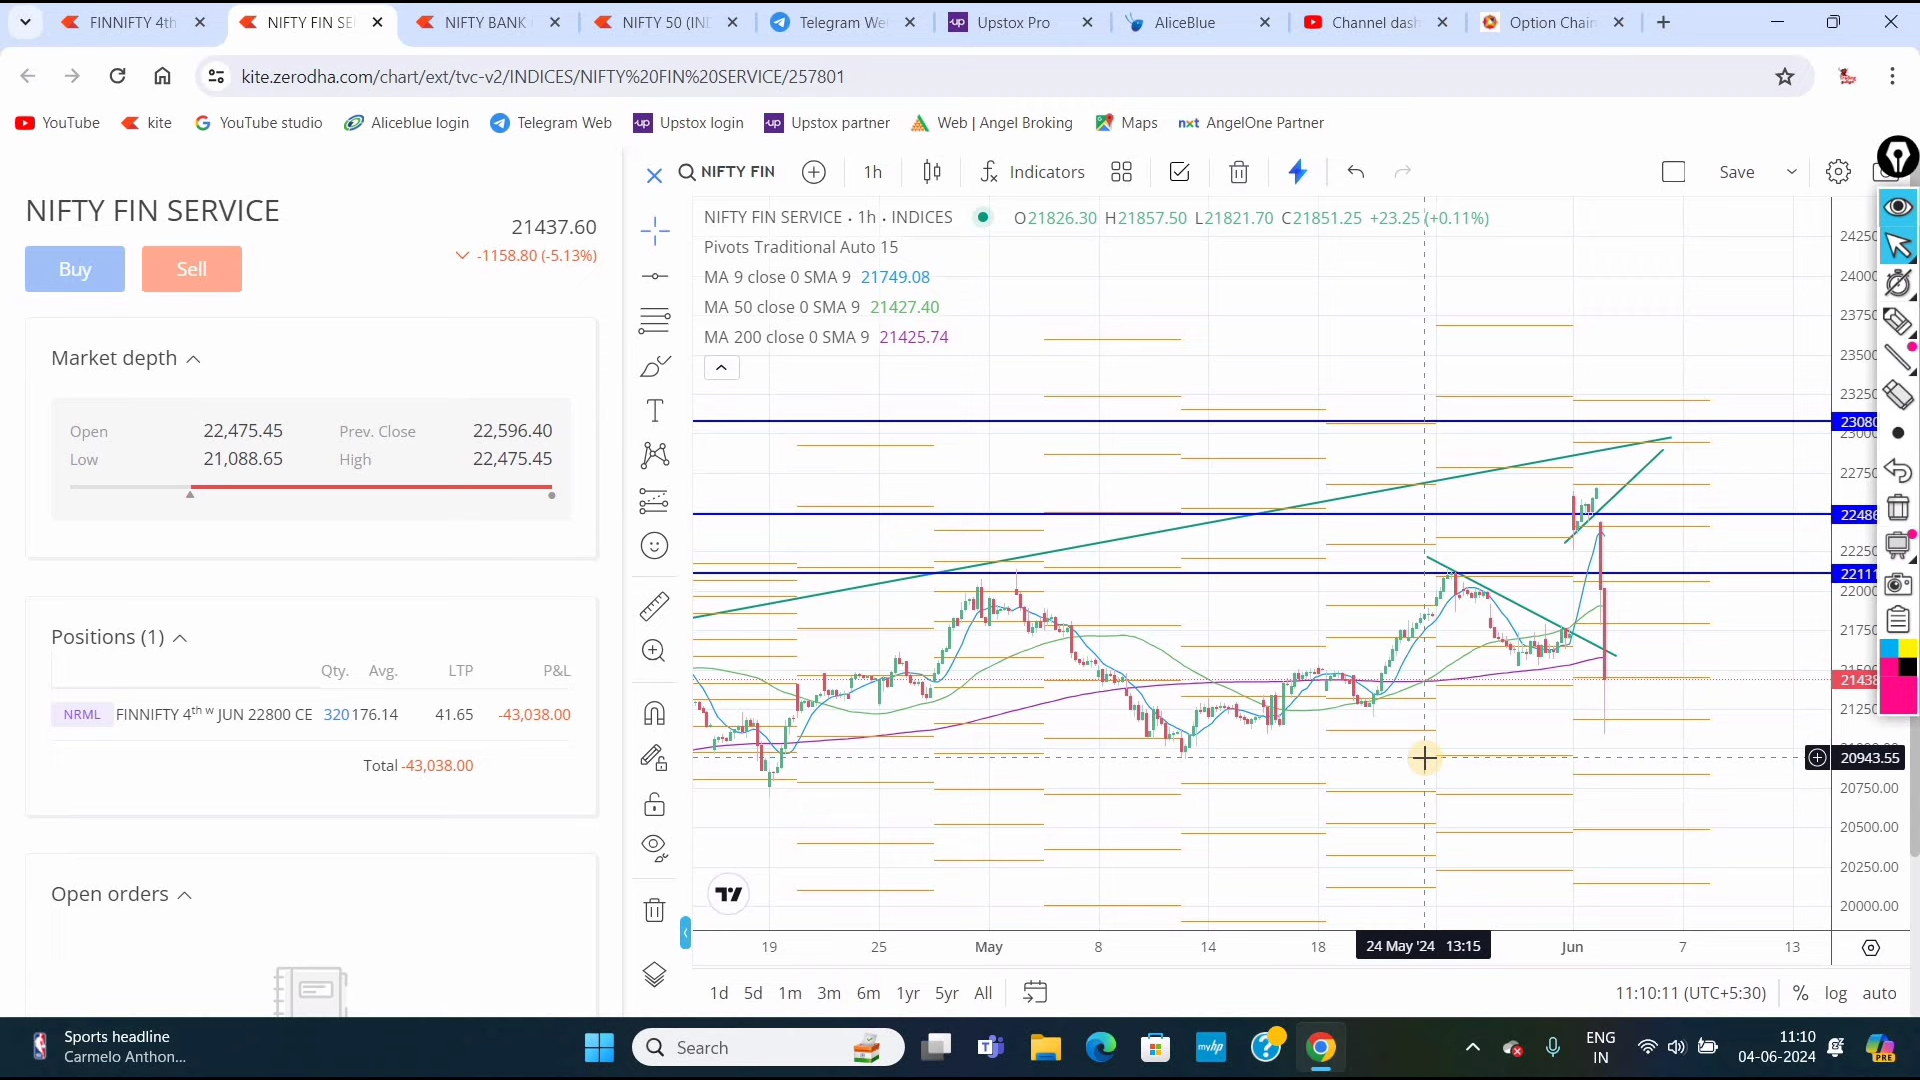 FINNIFTY 4th
NIFTY FIN SE
NIFTY BANK
NIFTY 50 (IND
Telegram We
Upstox Pro
AliceBlue
Channel dash
Option Chain
kite.zerodha.com/chart/ext/tvc-v2/INDICES/NIFTY%20FIN%20SERVICE/257801
YouTube
kite
YouTube studio
Aliceblue login
Telegram Web
Upstox login
Upstox partner
Web | Angel Broking
Maps
AngelOne Partner
NIFTY FIN SERVICE
21437.60
-1158.80 (-5.13%)
Buy
Sell
Market depth
Open 22,475.45 Prev. Close 22,596.40
Low 21,088.65 High 22,475.45
Positions (1)
Qty. Avg. LTP P&L
NRML FINNIFTY 4th w JUN 22800 CE 320 176.14 41.65 -43,038.00
Total -43,038.00
Open orders
NIFTY FIN
1h
Indicators
Save
NIFTY FIN SERVICE · 1h · INDICES O21826.30 H21857.50 L21821.70 C21851.25 +23.25 (+0.11%)
Pivots Traditional Auto 15
MA 9 close 0 SMA 9 21749.08
MA 50 close 0 SMA 9 21427.40
MA 200 close 0 SMA 9 21425.74
20943.55
20750.00
20500.00
20250.00
20000.00
19 25 May 8 14 18 24 May '24 13:15 Jun 7 13
1d 5d 1m 3m 6m 1yr 5yr All
11:10:11 (UTC+5:30) % log auto
Sports headline
Carmelo Anthon...
Search
ENG
IN
11:10
04-06-2024